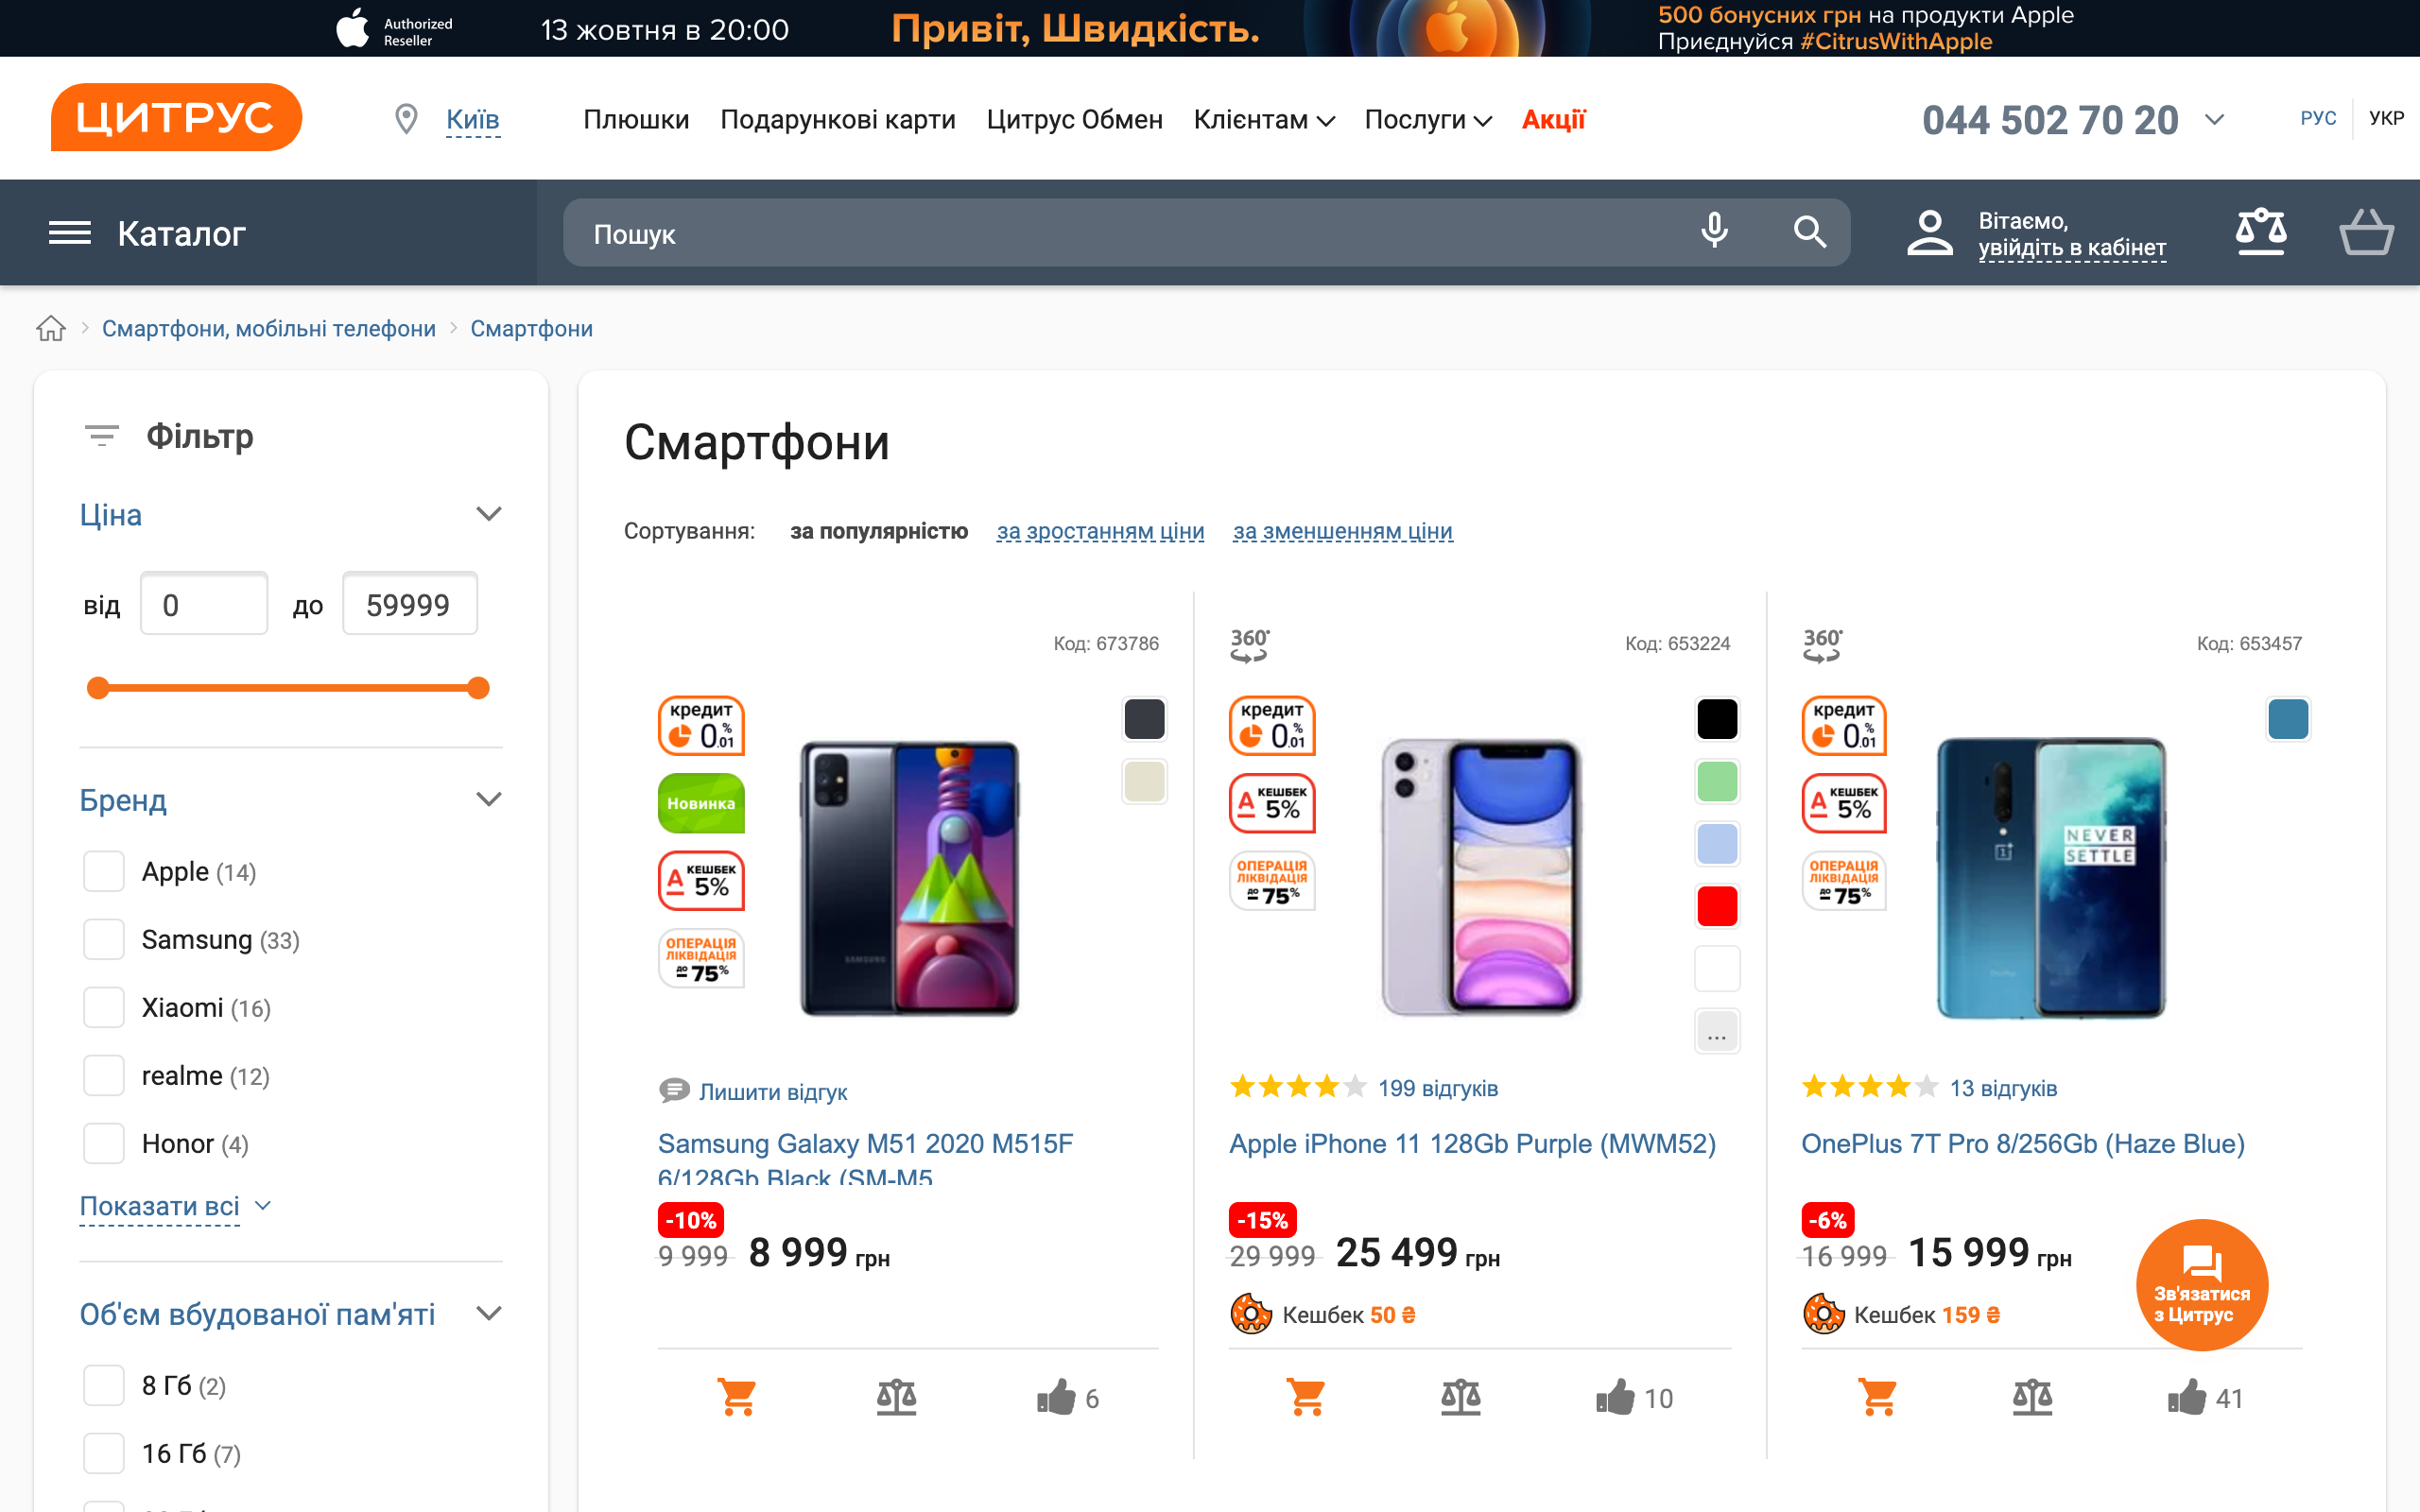 Authorized
Reseller
13 жовтня в 20:00
Привіт, Швидкість.
500 бонусних грн на продукти Apple
Приєднуйся #CitrusWithApple
ЦИТРУС
Київ
Плюшки
Подарункові карти
Цитрус Обмен
Клієнтам
Послуги
Акції
044 502 70 20
РУС
УКР
Каталог
Пошук
Вітаємо,
увійдіть в кабінет
Смартфони, мобільні телефони
Смартфони
Фільтр
Ціна
від 0 до 59999
Бренд
Apple (14)
Samsung (33)
Xiaomi (16)
realme (12)
Honor (4)
Показати всі
Об'єм вбудованої пам'яті
8 Гб (2)
16 Гб (7)
Смартфони
Сортування: за популярністю за зростанням ціни за зменшенням ціни
Код: 673786
кредит
0,01 %
Новинка
А КЕШБЕК
5%
ОПЕРАЦІЯ
ЛІКВІДАЦІЯ
до 75%
SAMSUNG
Лишити відгук
Samsung Galaxy M51 2020 M515F
6/128Gb Black (SM-M5
-10%
9 999 8 999 грн
6
360°
Код: 653224
кредит
0,01 %
А КЕШБЕК
5%
ОПЕРАЦІЯ
ЛІКВІДАЦІЯ
до 75%
...
199 відгуків
Apple iPhone 11 128Gb Purple (MWM52)
-15%
29 999 25 499 грн
Кешбек 50 ₴
10
360°
Код: 653457
кредит
0,01 %
А КЕШБЕК
5%
ОПЕРАЦІЯ
ЛІКВІДАЦІЯ
до 75%
NEVER
SETTLE
13 відгуків
OnePlus 7T Pro 8/256Gb (Haze Blue)
-6%
16 999 15 999 грн
Кешбек 159 ₴
41
Зв'язатися
з Цитрус